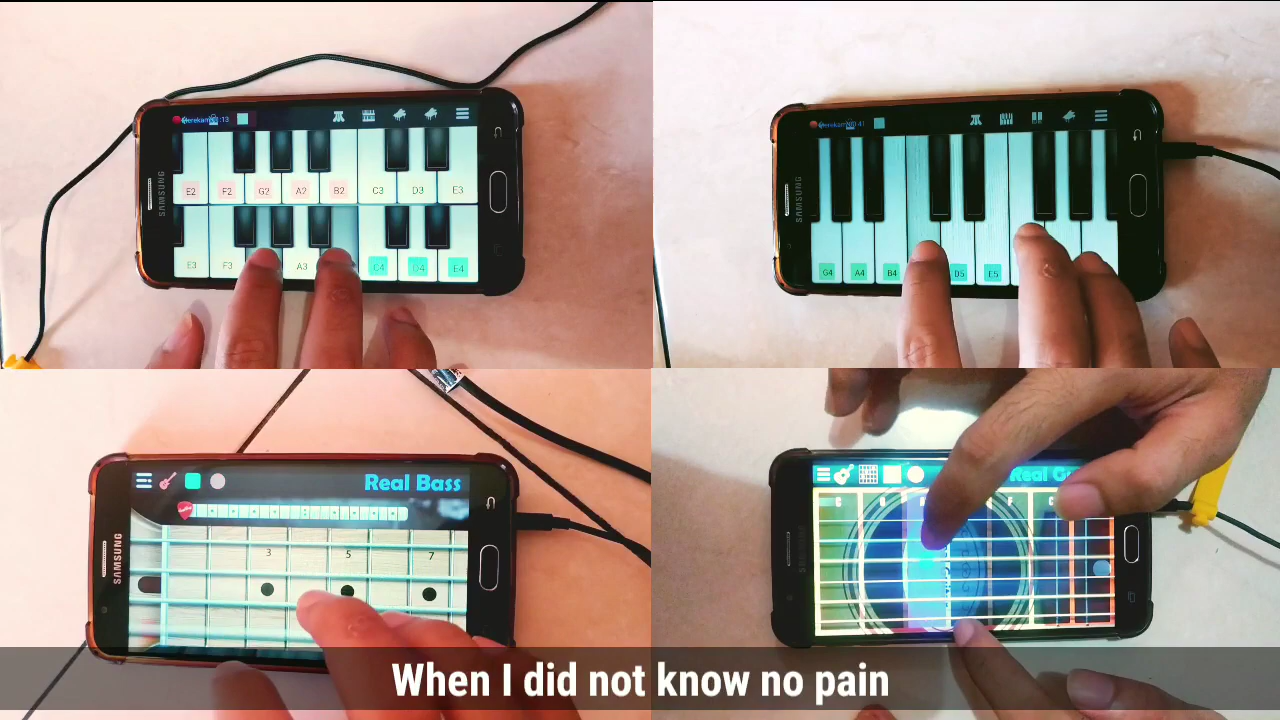 SAMSUNG
E2 F2 G2 A2 B2 C3 D3 E3
E3 F3 A3 C4 D4 E4
SAMSUNG
G4 A4 B4 D5 E5
Real Bass
SAMSUNG
3 5 7
When I did not know no pain